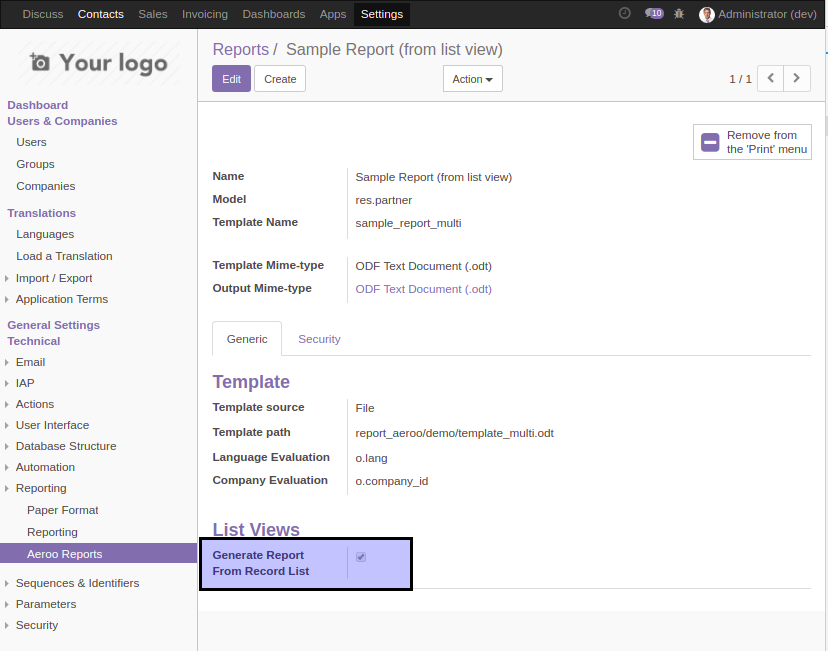 Discuss Contacts Sales Invoicing Dashboards Apps Settings 10 Administrator (dev)
Your logo
Dashboard
Users & Companies
Users
Groups
Companies
Translations
Languages
Load a Translation
Import / Export
Application Terms
General Settings
Technical
Email
IAP
Actions
User Interface
Database Structure
Automation
Reporting
Paper Format
Reporting
Aeroo Reports
Sequences & Identifiers
Parameters
Security
Reports / Sample Report (from list view)
Edit Create Action 1 / 1
Remove from
the 'Print' menu
Name Sample Report (from list view)
Model res.partner
Template Name sample_report_multi
Template Mime-type ODF Text Document (.odt)
Output Mime-type ODF Text Document (.odt)
Generic Security
Template
Template source File
Template path report_aeroo/demo/template_multi.odt
Language Evaluation o.lang
Company Evaluation o.company_id
List Views
Generate Report
From Record List